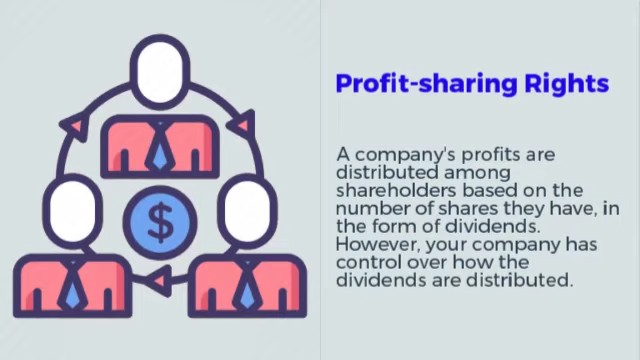 Profit-sharing Rights
A company's profits are
distributed among
shareholders based on the
number of shares they have, in
the form of dividends.
However, your company has
control over how the
dividends are distributed.
$